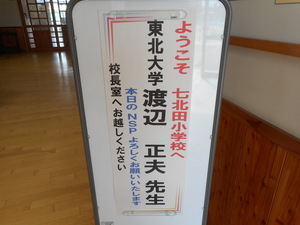 ようこそ 七北田小学校へ
東北大学 渡辺 正夫 先生
本日のNSPよろしくお願いいたします
校長室へお越しください